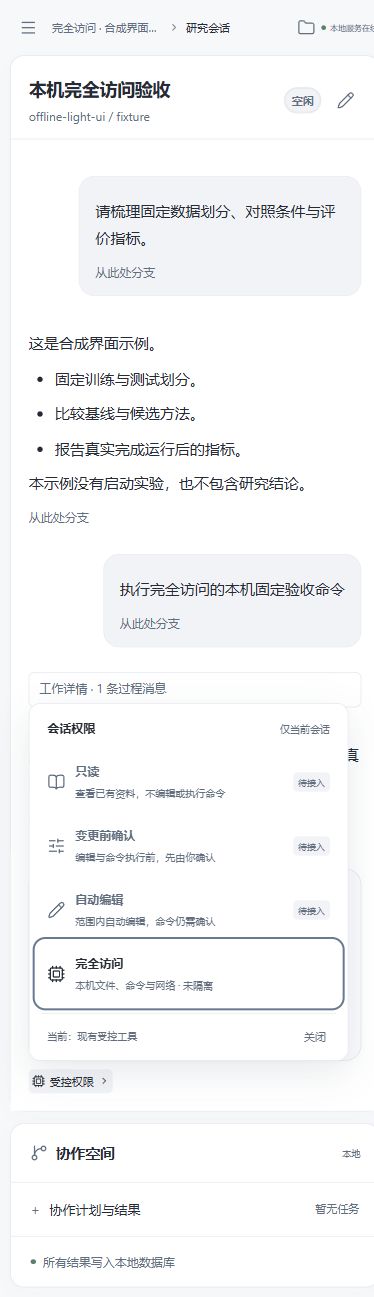 完全访问 · 合成界面... > 研究会话
本地服务在线
本机完全访问验收
offline-light-ui / fixture
空闲
请梳理固定数据划分、对照条件与评
价指标。
从此处分支
这是合成界面示例。
• 固定训练与测试划分。
• 比较基线与候选方法。
• 报告真实完成运行后的指标。
本示例没有启动实验，也不包含研究结论。
从此处分支
执行完全访问的本机固定验收命令
从此处分支
工作详情 · 1 条过程消息
会话权限 仅当前会话
真
只读
查看已有资料，不编辑或执行命令
待接入
变更前确认
编辑与命令执行前，先由你确认
待接入
自动编辑
范围内自动编辑，命令仍需确认
待接入
完全访问
本机文件、命令与网络 · 未隔离
当前：现有受控工具 关闭
受控权限 >
协作空间 本地
+ 协作计划与结果 暂无任务
所有结果写入本地数据库